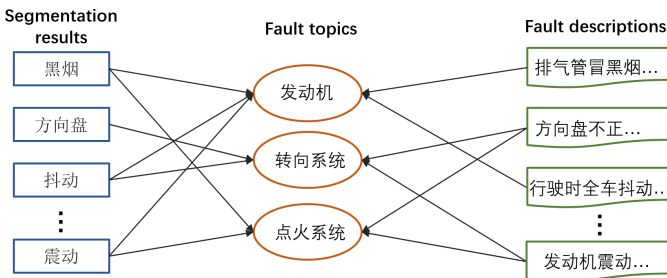 Segmentation
results
Fault topics
Fault descriptions
黑烟
方向盘
抖动
⋮
震动
发动机
转向系统
点火系统
排气管冒黑烟...
方向盘不正...
行驶时全车抖动...
⋮
发动机震动...